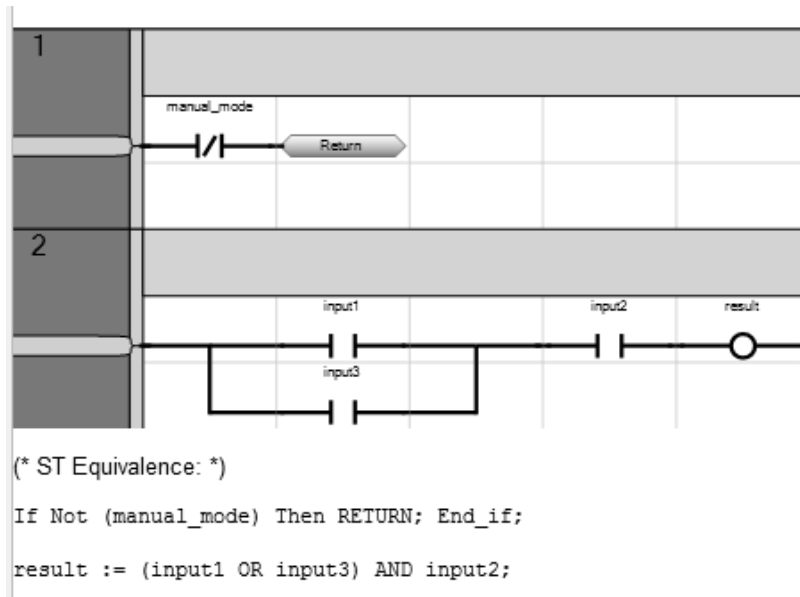 1
manual_mode
Return
2
input1 input2 result
input3
(* ST Equivalence: *)
If Not (manual_mode) Then RETURN; End_if;
result := (input1 OR input3) AND input2;